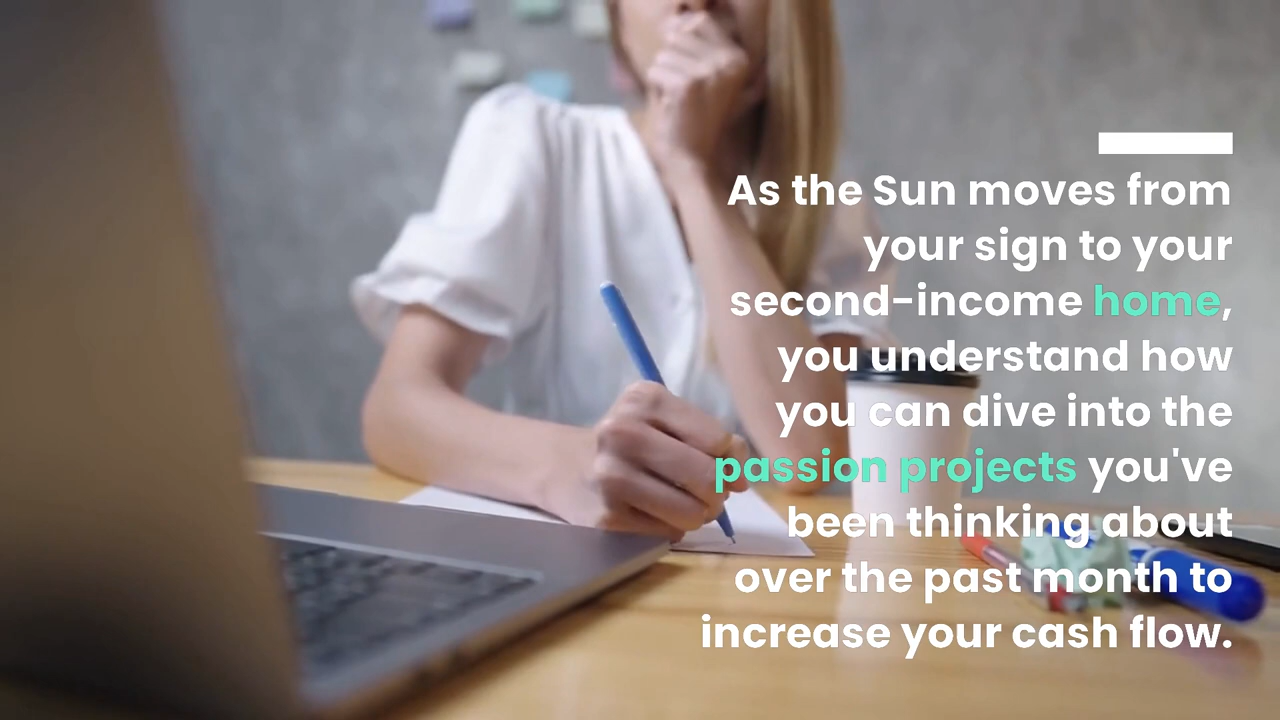 As the Sun moves from
your sign to your
second-income home,
you understand how
you can dive into the
passion projects you've
been thinking about
over the past month to
increase your cash flow.